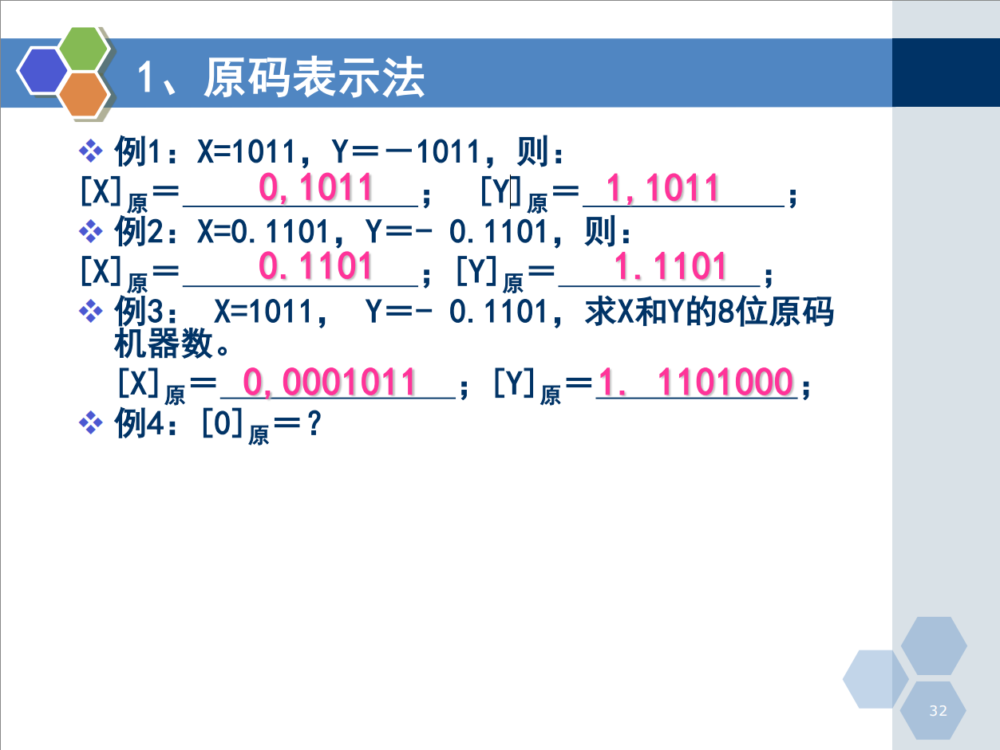 1、原码表示法
例1：X=1011，Y＝－1011，则：
[X]原＝ 0,1011 ； [Y]原＝ 1,1011 ；
例2：X=0.1101，Y＝- 0.1101，则：
[X]原＝ 0.1101 ；[Y]原＝ 1.1101 ；
例3： X=1011， Y＝- 0.1101，求X和Y的8位原码
机器数。
[X]原＝ 0,0001011 ；[Y]原＝1. 1101000 ；
例4：[0]原＝？
32